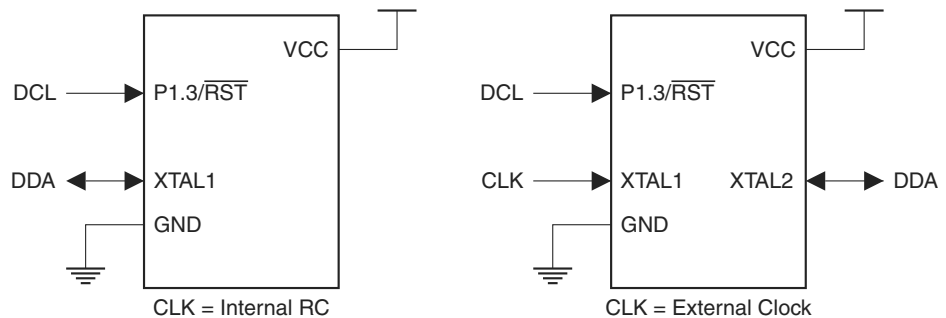 VCC
DCL
P1.3/RST
DDA
XTAL1
GND
CLK = Internal RC
VCC
DCL
P1.3/RST
CLK
XTAL1
XTAL2
DDA
GND
CLK = External Clock